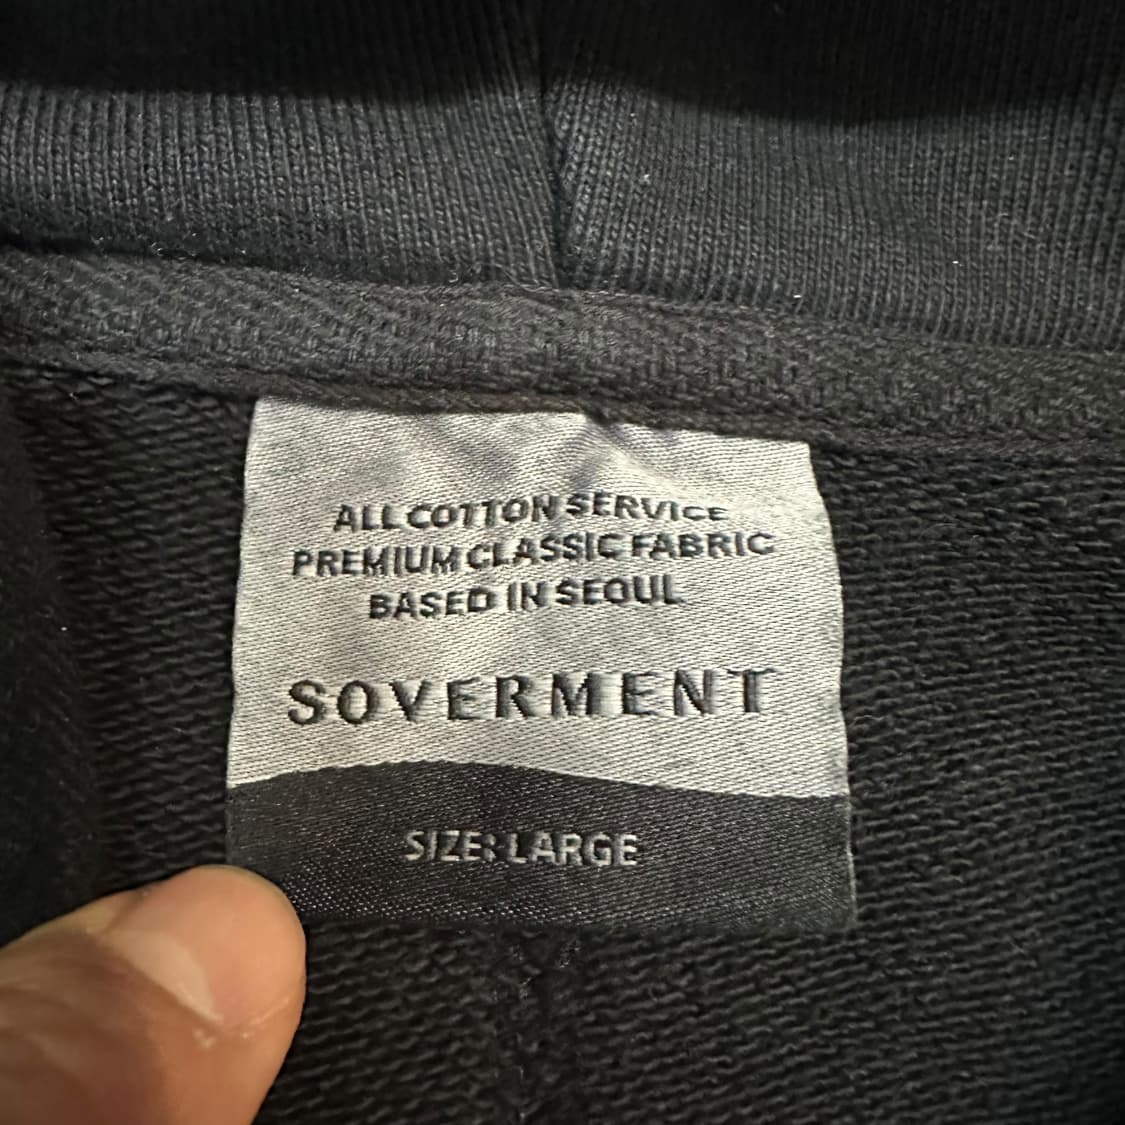 ALL COTTON SERVICE
PREMIUM CLASSIC FABRIC
BASED IN SEOUL
SOVERMENT
SIZE: LARGE